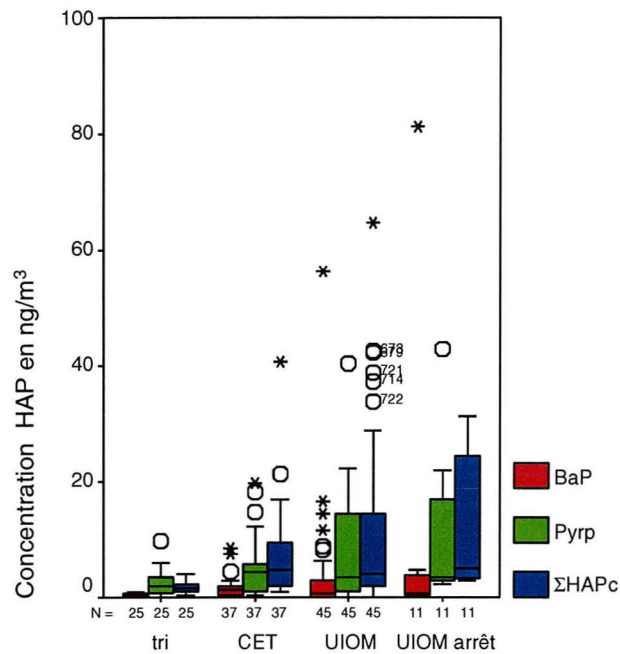 Concentration HAP en ng/m³
100
80
60
40
20
0
679
721
714
722
N = 25 25 25 37 37 37 45 45 45 11 11 11
tri CET UIOM UIOM arrêt
BaP
Pyrp
ΣHAPc